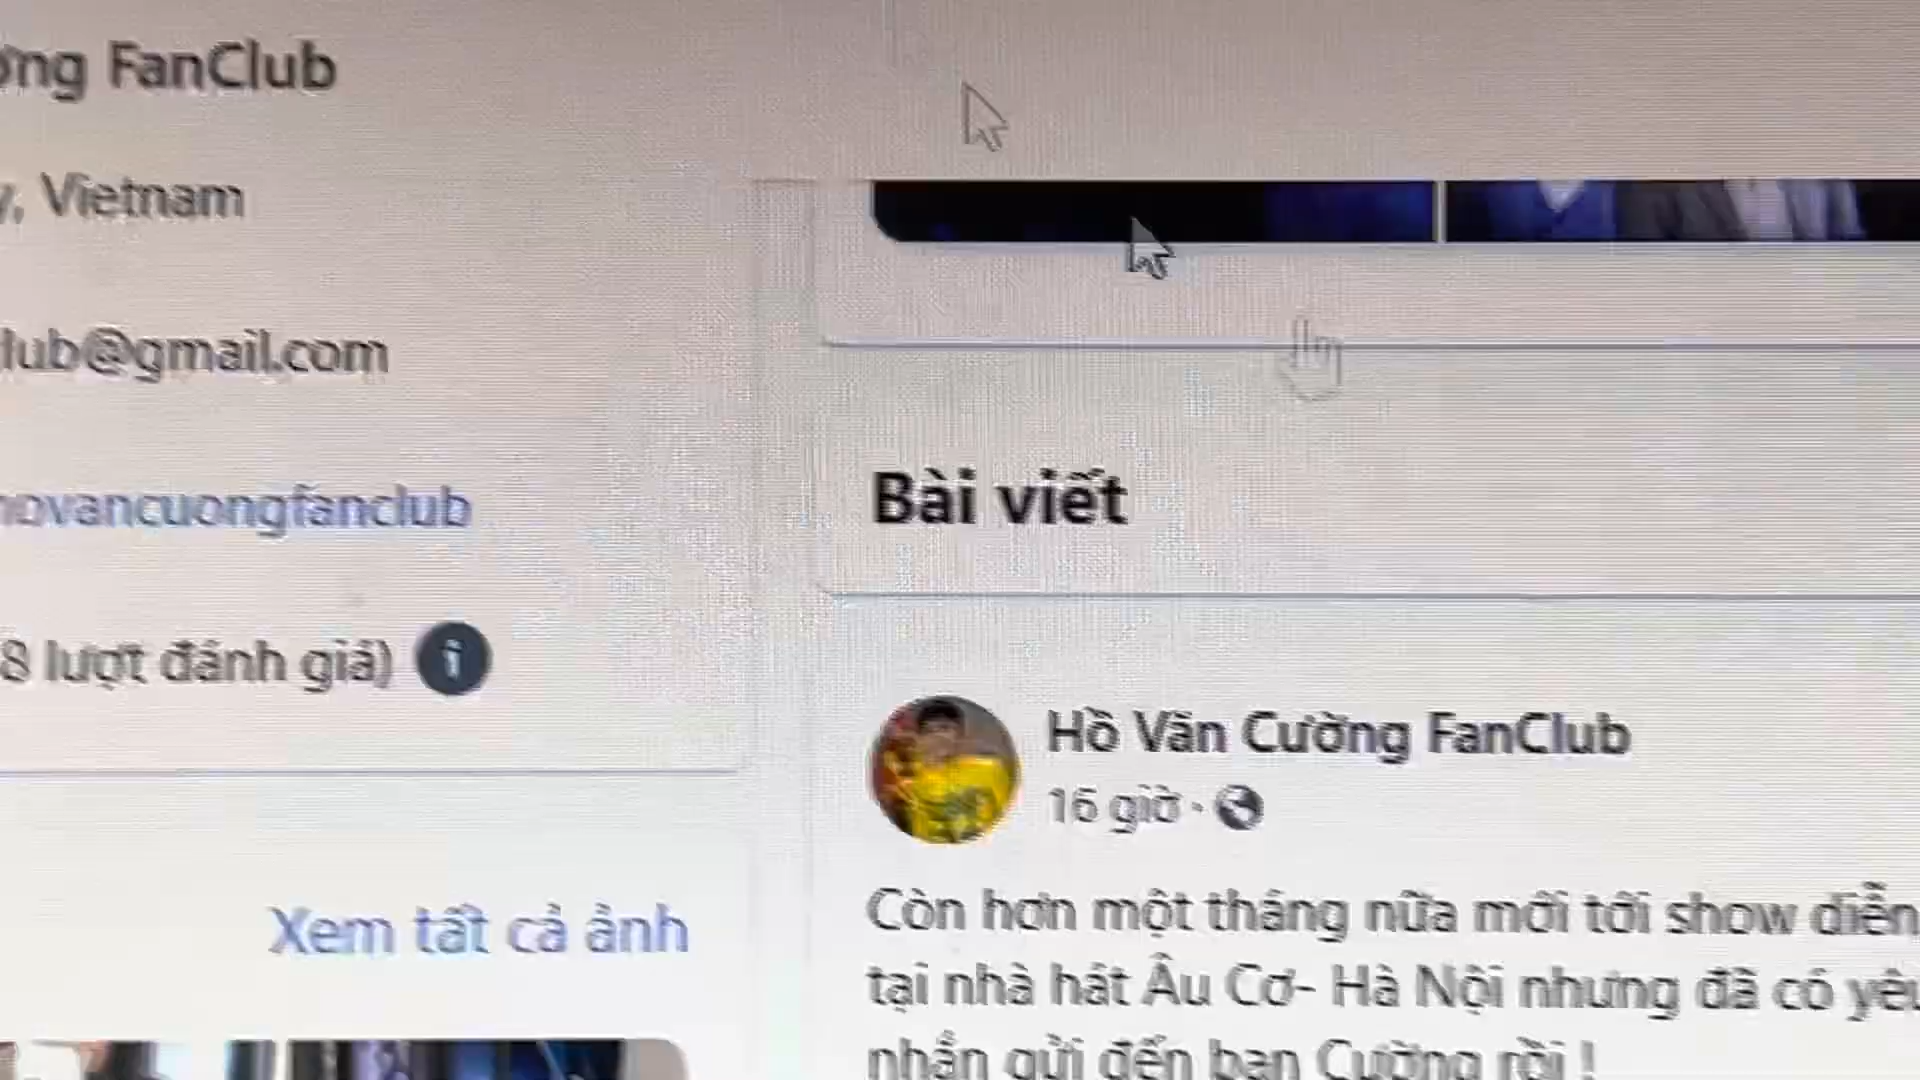 FanClub
Vietnam
lub@gmail.com
novancuongfanclub
8 lượt đánh giá)
Xem tất cả ảnh
Bài viết
Hồ Văn Cường FanClub
16 giờ ·
Còn hơn một tháng nữa mới tới show diễn
tại nhà hát Âu Cơ- Hà Nội nhưng đã có yêu
nhắn gửi đến bạn Cường rồi !